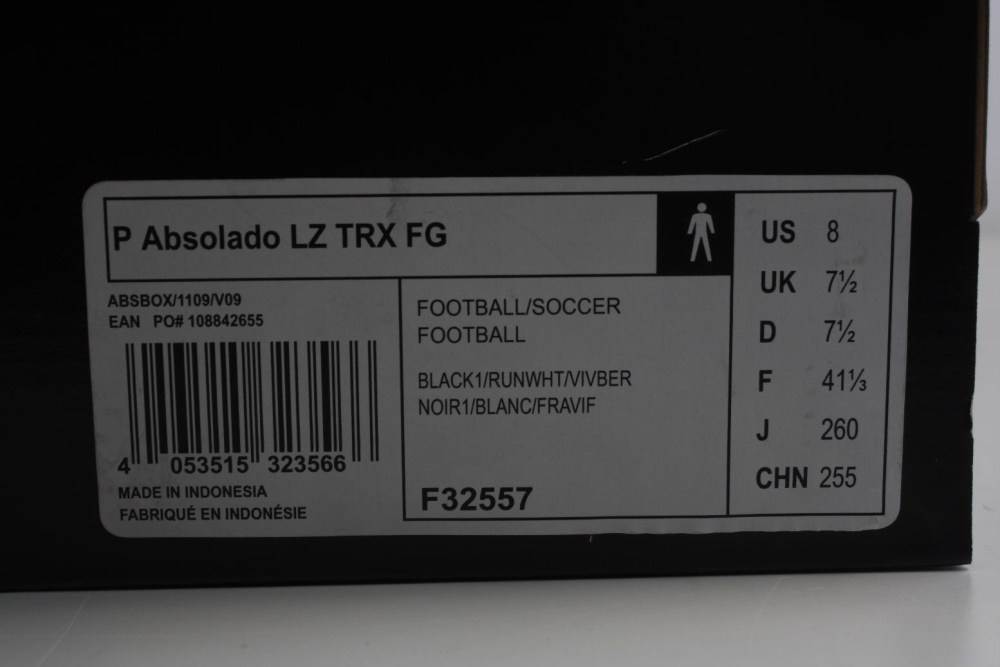 P Absolado LZ TRX FG
ABSBOX/1109/V09
EAN PO# 108842655
4 053515 323566
MADE IN INDONESIA
FABRIQUÉ EN INDONÉSIE
FOOTBALL/SOCCER
FOOTBALL
BLACK1/RUNWHT/VIVBER
NOIR1/BLANC/FRAVIF
F32557
US 8
UK 7½
D 7½
F 41⅓
J 260
CHN 255